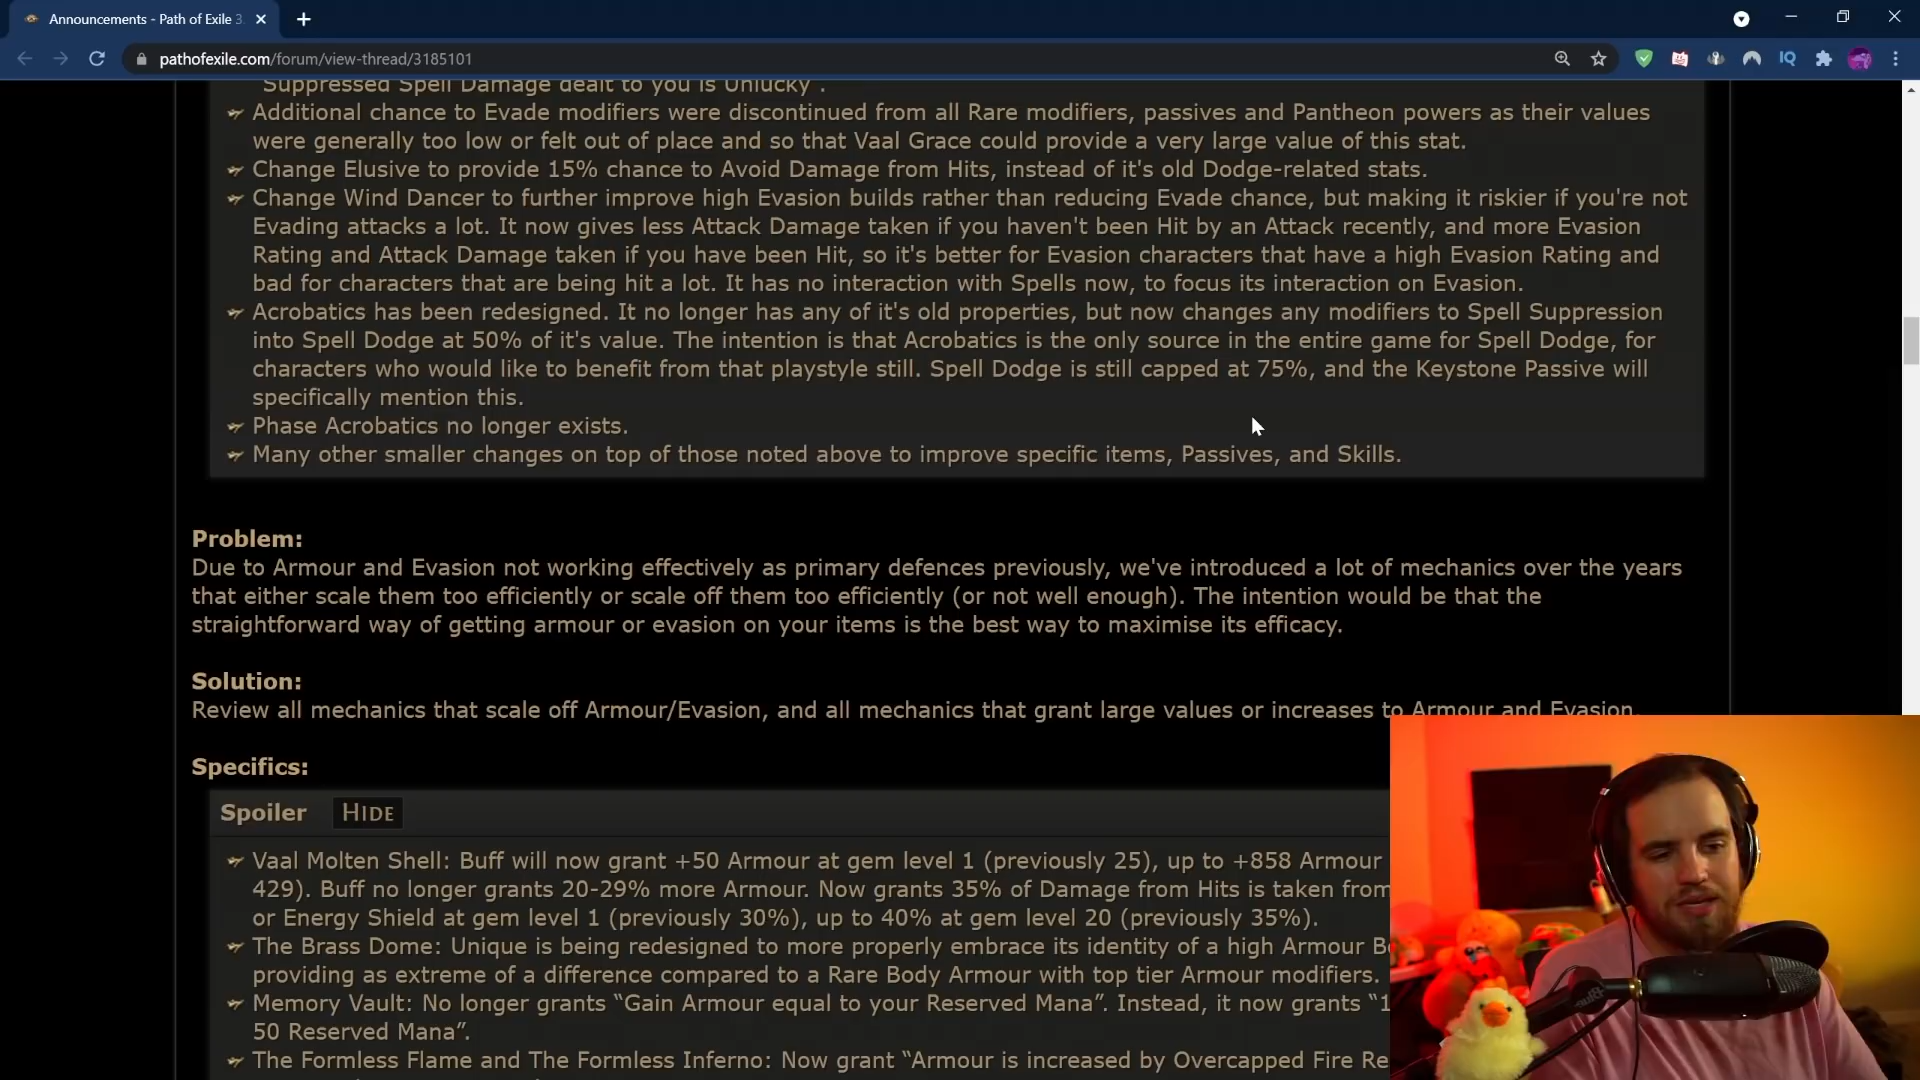 Announcements - Path of Exile 3.
pathofexile.com/forum/view-thread/3185101
IQ
"Suppressed Spell Damage dealt to you is Unlucky".
Additional chance to Evade modifiers were discontinued from all Rare modifiers, passives and Pantheon powers as their values
were generally too low or felt out of place and so that Vaal Grace could provide a very large value of this stat.
Change Elusive to provide 15% chance to Avoid Damage from Hits, instead of it's old Dodge-related stats.
Change Wind Dancer to further improve high Evasion builds rather than reducing Evade chance, but making it riskier if you're not
Evading attacks a lot. It now gives less Attack Damage taken if you haven't been Hit by an Attack recently, and more Evasion
Rating and Attack Damage taken if you have been Hit, so it's better for Evasion characters that have a high Evasion Rating and
bad for characters that are being hit a lot. It has no interaction with Spells now, to focus its interaction on Evasion.
Acrobatics has been redesigned. It no longer has any of it's old properties, but now changes any modifiers to Spell Suppression
into Spell Dodge at 50% of it's value. The intention is that Acrobatics is the only source in the entire game for Spell Dodge, for
characters who would like to benefit from that playstyle still. Spell Dodge is still capped at 75%, and the Keystone Passive will
specifically mention this.
Phase Acrobatics no longer exists.
Many other smaller changes on top of those noted above to improve specific items, Passives, and Skills.
Problem:
Due to Armour and Evasion not working effectively as primary defences previously, we've introduced a lot of mechanics over the years
that either scale them too efficiently or scale off them too efficiently (or not well enough). The intention would be that the
straightforward way of getting armour or evasion on your items is the best way to maximise its efficacy.
Solution:
Review all mechanics that scale off Armour/Evasion, and all mechanics that grant large values or increases to Armour and Evasion.
Specifics:
Spoiler HIDE
Vaal Molten Shell: Buff will now grant +50 Armour at gem level 1 (previously 25), up to +858 Armour
429). Buff no longer grants 20-29% more Armour. Now grants 35% of Damage from Hits is taken from
or Energy Shield at gem level 1 (previously 30%), up to 40% at gem level 20 (previously 35%).
The Brass Dome: Unique is being redesigned to more properly embrace its identity of a high Armour Bo
providing as extreme of a difference compared to a Rare Body Armour with top tier Armour modifiers.
Memory Vault: No longer grants "Gain Armour equal to your Reserved Mana". Instead, it now grants "1
50 Reserved Mana".
The Formless Flame and The Formless Inferno: Now grant "Armour is increased by Overcapped Fire Re